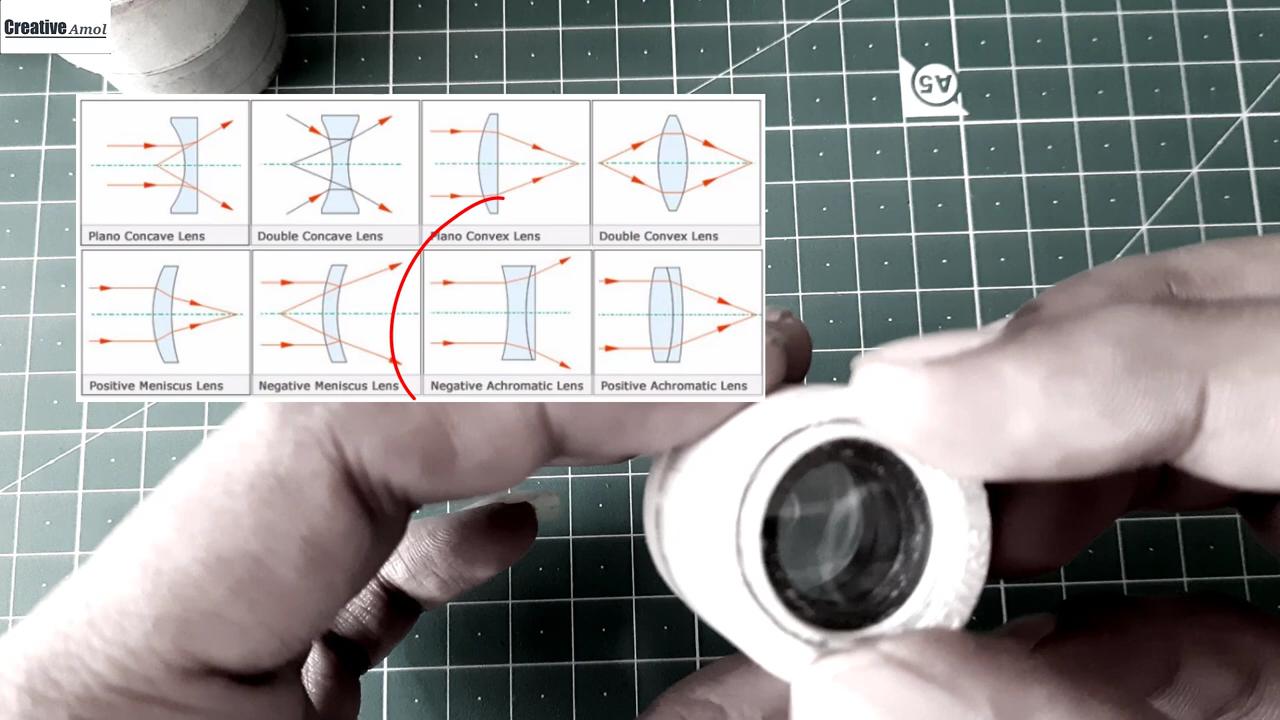 Creative Amol
A5
Plano Concave Lens
Double Concave Lens
Plano Convex Lens
Double Convex Lens
Positive Meniscus Lens
Negative Meniscus Lens
Negative Achromatic Lens
Positive Achromatic Lens